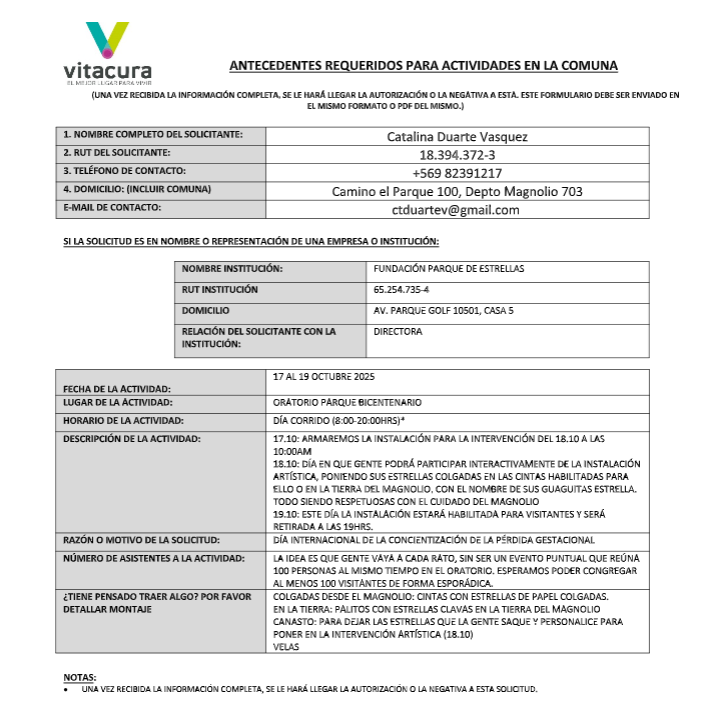 vitacura
EL MEJOR LUGAR PARA VIVIR
ANTECEDENTES REQUERIDOS PARA ACTIVIDADES EN LA COMUNA
(UNA VEZ RECIBIDA LA INFORMACIÓN COMPLETA, SE LE HARÁ LLEGAR LA AUTORIZACIÓN O LA NEGATIVA A ESTÁ. ESTE FORMULARIO DEBE SER ENVIADO EN
EL MISMO FORMATO O PDF DEL MISMO.)
1. NOMBRE COMPLETO DEL SOLICITANTE: Catalina Duarte Vasquez
2. RUT DEL SOLICITANTE: 18.394.372-3
3. TELÉFONO DE CONTACTO: +569 82391217
4. DOMICILIO: (INCLUIR COMUNA) Camino el Parque 100, Depto Magnolio 703
E-MAIL DE CONTACTO: ctduartev@gmail.com
SI LA SOLICITUD ES EN NOMBRE O REPRESENTACIÓN DE UNA EMPRESA O INSTITUCIÓN:
NOMBRE INSTITUCIÓN: FUNDACIÓN PARQUE DE ESTRELLAS
RUT INSTITUCIÓN 65.254.735-4
DOMICILIO AV. PARQUE GOLF 10501, CASA 5
RELACIÓN DEL SOLICITANTE CON LA DIRECTORA
INSTITUCIÓN:
17 AL 19 OCTUBRE 2025
FECHA DE LA ACTIVIDAD:
LUGAR DE LA ACTIVIDAD: ORATORIO PARQUE BICENTENARIO
HORARIO DE LA ACTIVIDAD: DÍA CORRIDO (8:00-20:00HRS)*
DESCRIPCIÓN DE LA ACTIVIDAD: 17.10: ARMAREMOS LA INSTALACIÓN PARA LA INTERVENCIÓN DEL 18.10 A LAS
10:00AM
18.10: DÍA EN QUE GENTE PODRÁ PARTICIPAR INTERACTIVAMENTE DE LA INSTALACIÓN
ARTÍSTICA, PONIENDO SUS ESTRELLAS COLGADAS EN LAS CINTAS HABILITADAS PARA
ELLO O EN LA TIERRA DEL MAGNOLIO, CON EL NOMBRE DE SUS GUAGUITAS ESTRELLA.
TODO SIENDO RESPETUOSAS CON EL CUIDADO DEL MAGNOLIO
19.10: ESTE DÍA LA INSTALACIÓN ESTARÁ HABILITADA PARA VISITANTES Y SERÁ
RETIRADA A LAS 19HRS.
RAZÓN O MOTIVO DE LA SOLICITUD: DÍA INTERNACIONAL DE LA CONCIENTIZACIÓN DE LA PÉRDIDA GESTACIONAL
NÚMERO DE ASISTENTES A LA ACTIVIDAD: LA IDEA ES QUE GENTE VAYA A CADA RATO, SIN SER UN EVENTO PUNTUAL QUE REÚNA
100 PERSONAS AL MISMO TIEMPO EN EL ORATORIO. ESPERAMOS PODER CONGREGAR
AL MENOS 100 VISITANTES DE FORMA ESPORÁDICA.
¿TIENE PENSADO TRAER ALGO? POR FAVOR COLGADAS DESDE EL MAGNOLIO: CINTAS CON ESTRELLAS DE PAPEL COLGADAS.
DETALLAR MONTAJE EN LA TIERRA: PALITOS CON ESTRELLAS CLAVÁS EN LA TIERRA DEL MAGNOLIO
CANASTO: PARA DEJAR LAS ESTRELLAS QUE LA GENTE SAQUE Y PERSONALICE PARA
PONER EN LA INTERVENCIÓN ARTÍSTICA (18.10)
VELAS
NOTAS:
• UNA VEZ RECIBIDA LA INFORMACIÓN COMPLETA, SE LE HARÁ LLEGAR LA AUTORIZACIÓN O LA NEGATIVA A ESTA SOLICITUD.